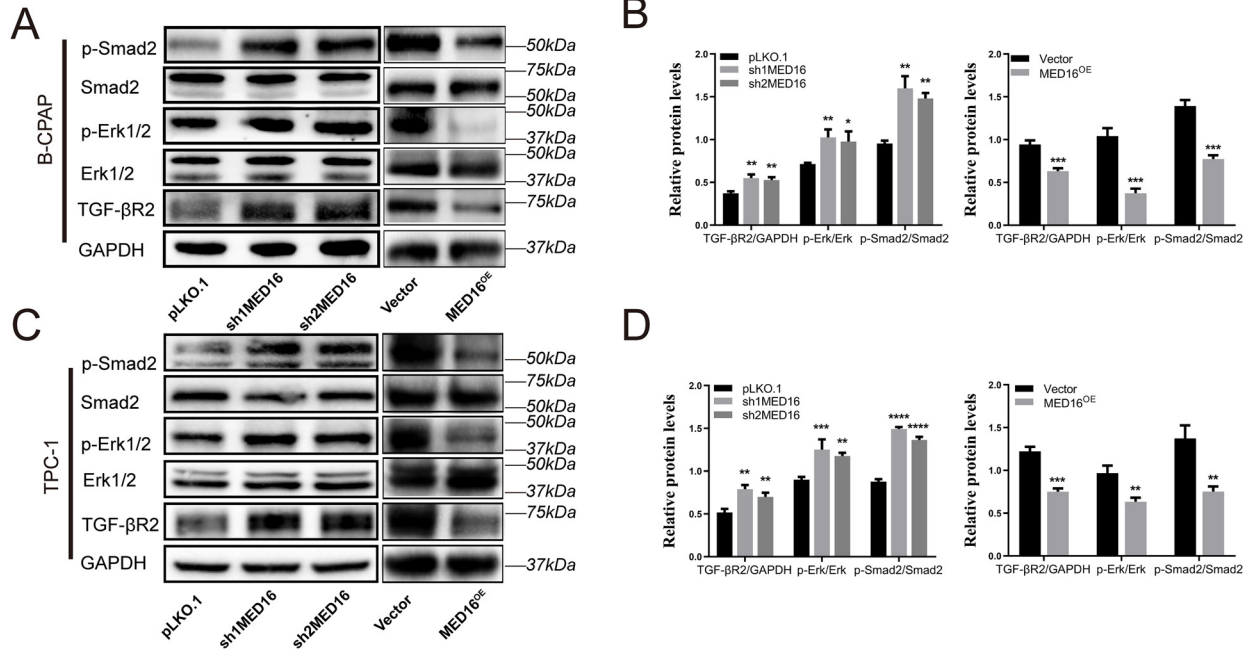 A
B-CPAP
p-Smad2
50kDa
Smad2
75kDa
50kDa
p-Erk1/2
50kDa
37kDa
Erk1/2
50kDa
37kDa
TGF-βR2
75kDa
GAPDH
37kDa
pLKO.1 sh1MED16 sh2MED16 Vector MED16OE
B
Relative protein levels
2.0
1.5
1.0
0.5
0.0
pLKO.1
sh1MED16
sh2MED16
** ** ** * ** **
TGF-βR2/GAPDH p-Erk/Erk p-Smad2/Smad2
Relative protein levels
2.0
1.5
1.0
0.5
0.0
Vector
MED16OE
*** *** ***
TGF-βR2/GAPDH p-Erk/Erk p-Smad2/Smad2
C
TPC-1
p-Smad2
50kDa
Smad2
75kDa
50kDa
p-Erk1/2
50kDa
37kDa
Erk1/2
50kDa
37kDa
TGF-βR2
75kDa
GAPDH
37kDa
pLKO.1 sh1MED16 sh2MED16 Vector MED16OE
D
Relative protein levels
2.0
1.5
1.0
0.5
0.0
pLKO.1
sh1MED16
sh2MED16
** ** *** ** **** ****
TGF-βR2/GAPDH p-Erk/Erk p-Smad2/Smad2
Relative protein levels
2.0
1.5
1.0
0.5
0.0
Vector
MED16OE
*** ** **
TGF-βR2/GAPDH p-Erk/Erk p-Smad2/Smad2